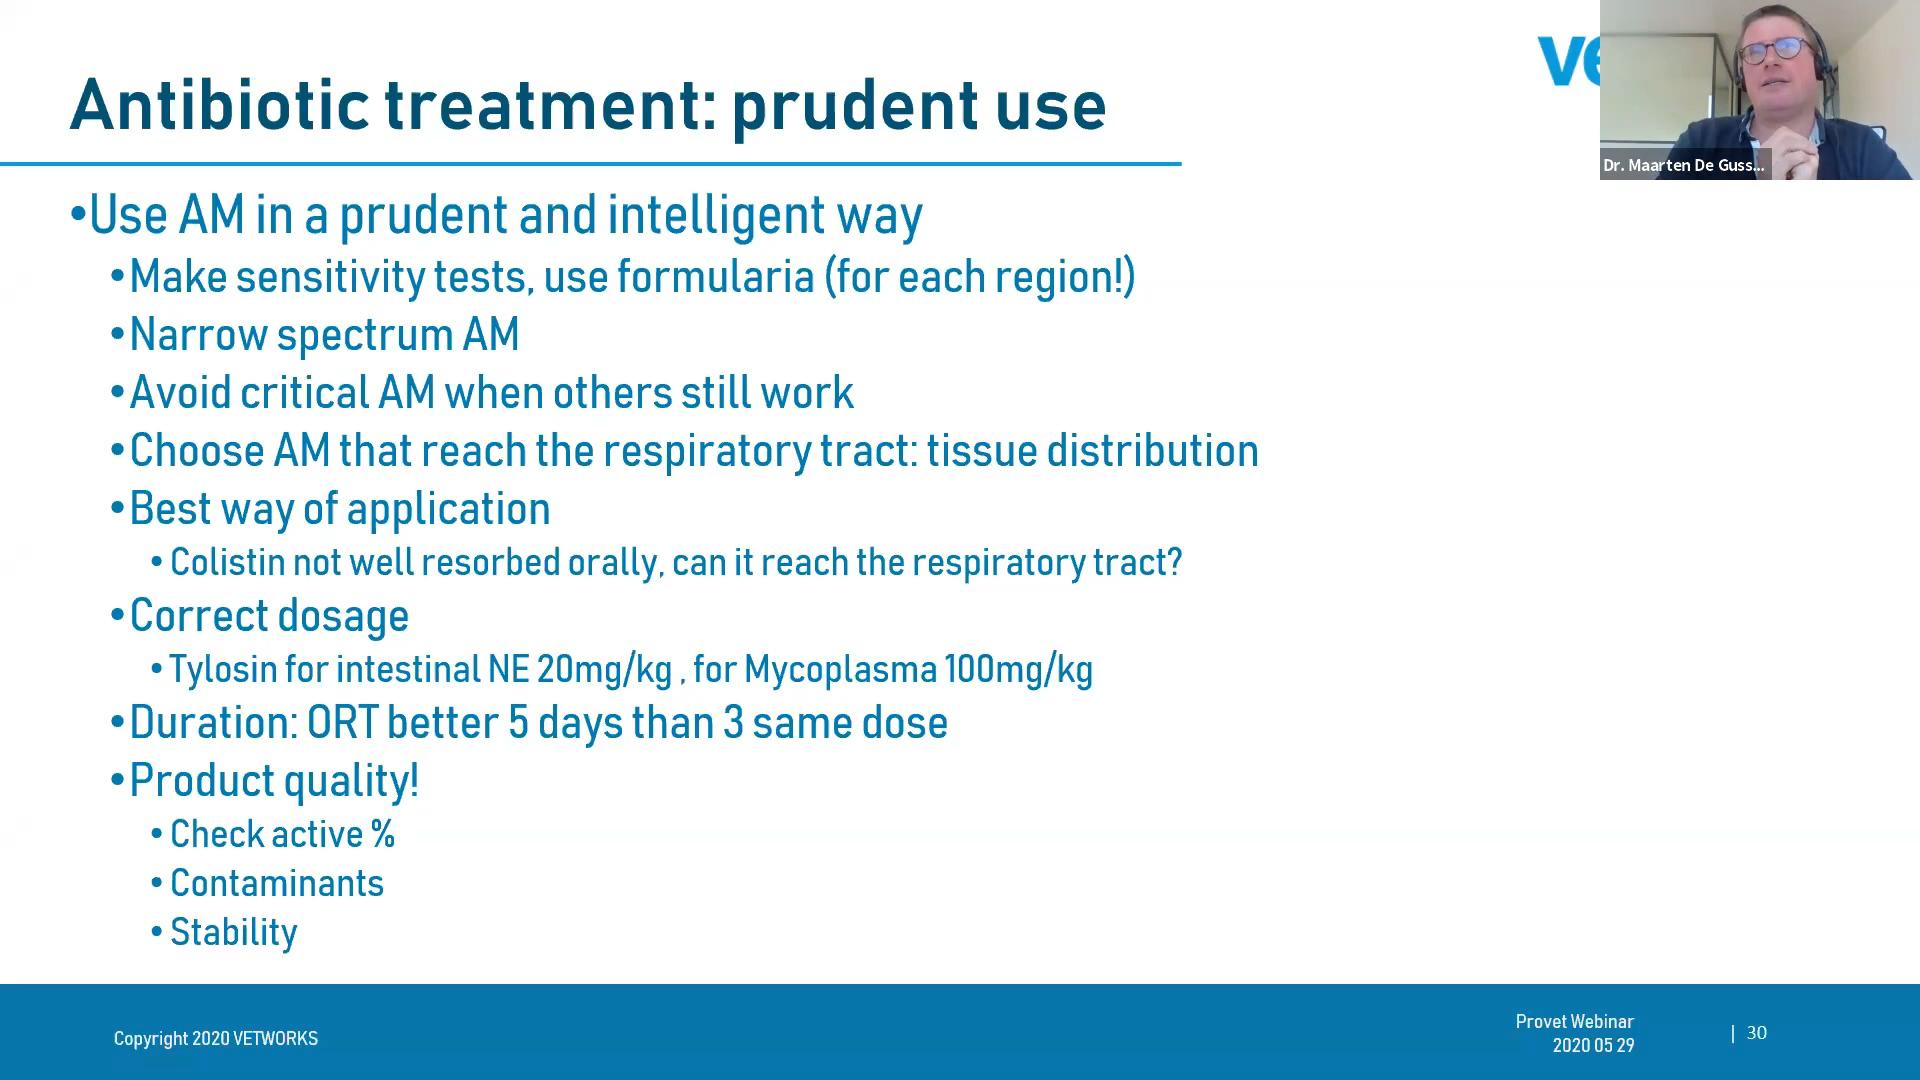 ve
Dr. Maarten De Guss...
Antibiotic treatment: prudent use
•Use AM in a prudent and intelligent way
•Make sensitivity tests, use formularia (for each region!)
•Narrow spectrum AM
•Avoid critical AM when others still work
•Choose AM that reach the respiratory tract: tissue distribution
•Best way of application
•Colistin not well resorbed orally, can it reach the respiratory tract?
•Correct dosage
•Tylosin for intestinal NE 20mg/kg , for Mycoplasma 100mg/kg
•Duration: ORT better 5 days than 3 same dose
•Product quality!
•Check active %
•Contaminants
•Stability
Copyright 2020 VETWORKS
Provet Webinar
2020 05 29
| 30